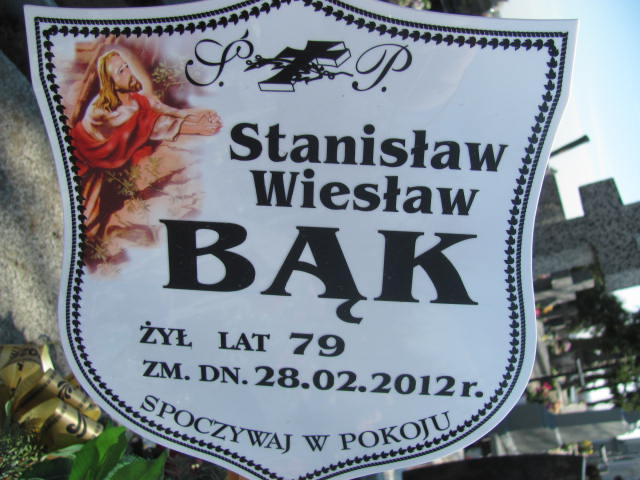 Ś. P.
Stanisław
Wiesław
BĄK
ŻYŁ LAT 79
ZM. DN. 28.02.2012 r.
SPOCZYWAJ W POKOJU